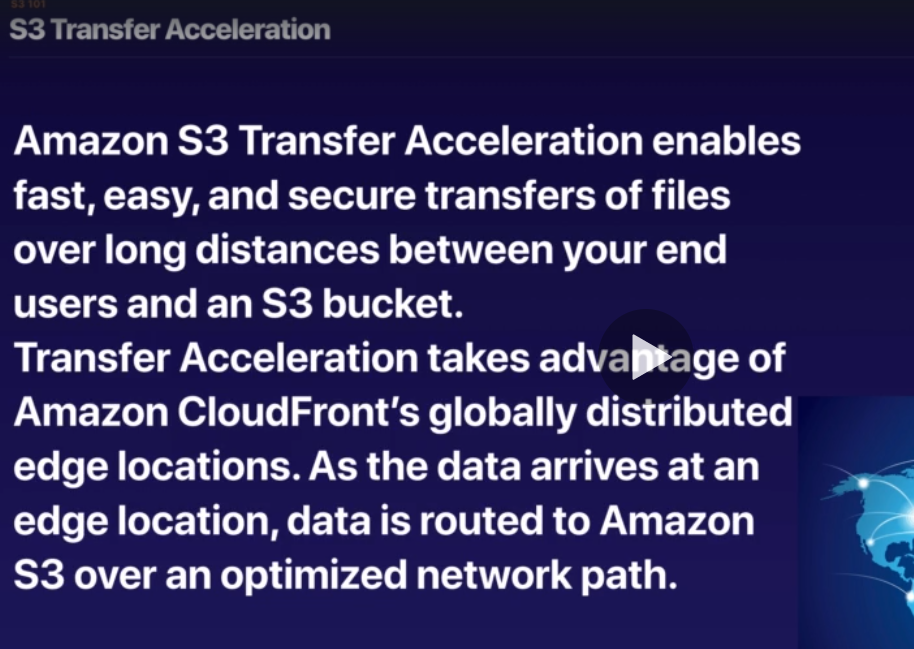 S3 101
S3 Transfer Acceleration
Amazon S3 Transfer Acceleration enables
fast, easy, and secure transfers of files
over long distances between your end
users and an S3 bucket.
Transfer Acceleration takes advantage of
Amazon CloudFront’s globally distributed
edge locations. As the data arrives at an
edge location, data is routed to Amazon
S3 over an optimized network path.